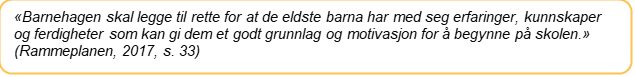 «Barnehagen skal legge til rette for at de eldste barna har med seg erfaringer, kunnskaper
og ferdigheter som kan gi dem et godt grunnlag og motivasjon for å begynne på skolen.»
(Rammeplanen, 2017, s. 33)